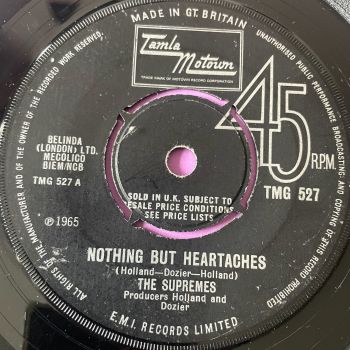 MADE IN GT. BRITAIN
Tamla
Motown
TRADE MARK OF MOTOWN RECORD CORPORATION
ALL RIGHTS OF THE MANUFACTURER AND OF THE OWNER OF THE RECORDED WORK RESERVED.
UNAUTHORISED PUBLIC PERFORMANCE, BROADCASTING AND COPYING OF THIS RECORD PROHIBITED
45
R.P.M.
BELINDA
(LONDON) LTD.
MECOLICO
BIEM/NCB
TMG 527 A
TMG 527
SOLD IN U.K. SUBJECT TO
RESALE PRICE CONDITIONS,
SEE PRICE LISTS
℗ 1965
NOTHING BUT HEARTACHES
(Holland—Dozier—Holland)
THE SUPREMES
Producers Holland and
Dozier
E.M.I. RECORDS LIMITED